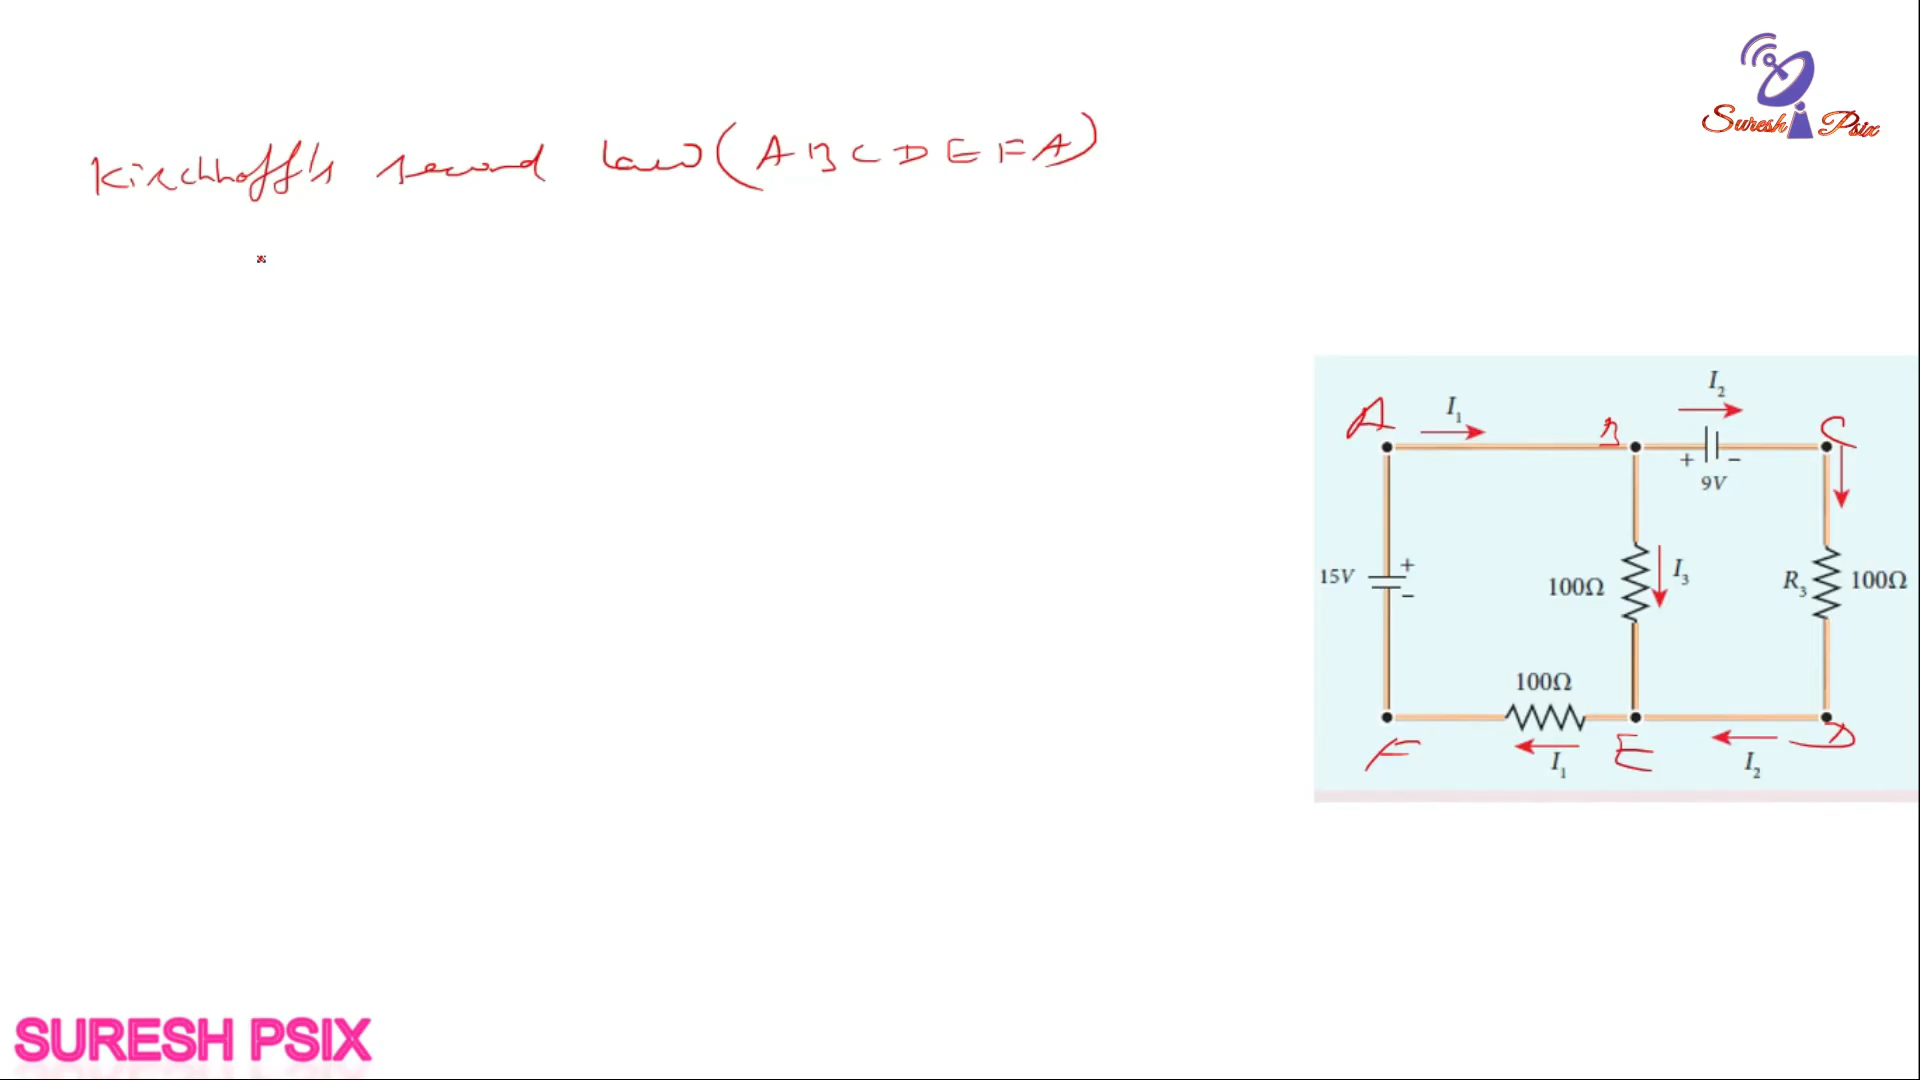 Suresh Psix
Kirchhoff's second law (ABCDEFA)
I₂
A I₁ B C
+ −
9V
15V + −
100Ω I₃ R₃ 100Ω
100Ω
F I₁ E I₂ D
SURESH PSIX